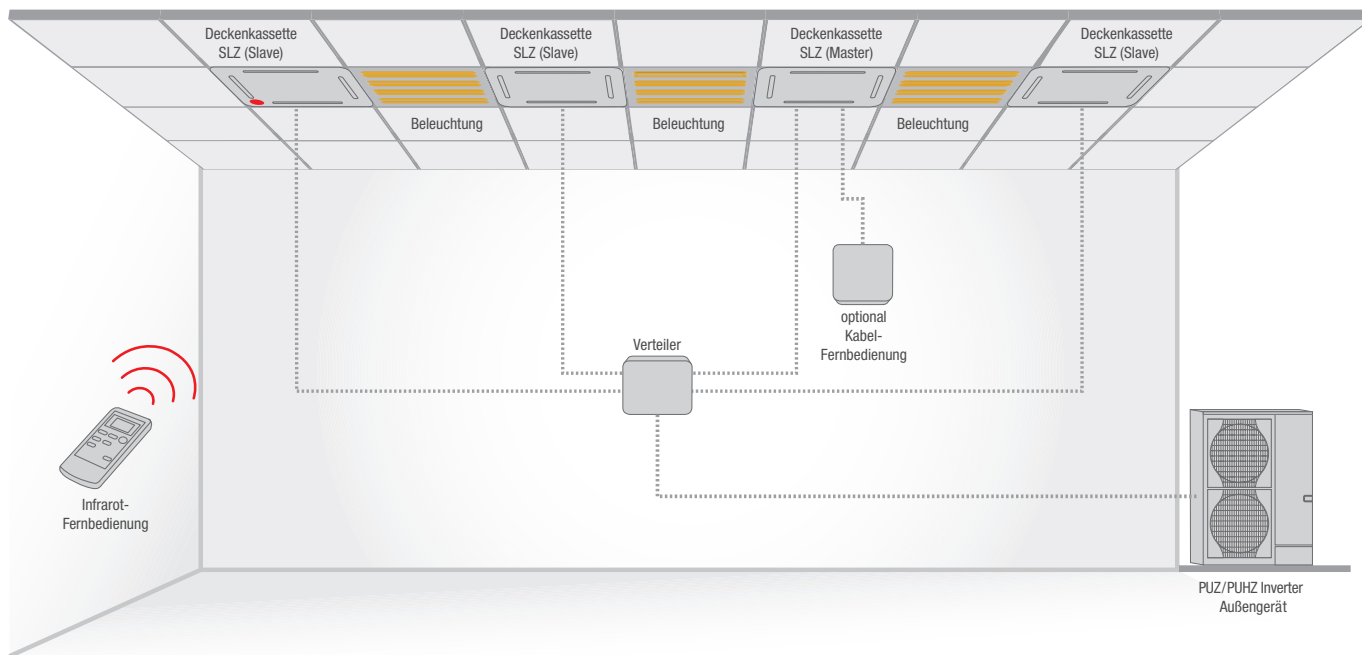 Deckenkassette
SLZ (Slave)
Deckenkassette
SLZ (Slave)
Deckenkassette
SLZ (Master)
Deckenkassette
SLZ (Slave)
Beleuchtung
Beleuchtung
Beleuchtung
optional
Kabel-
Fernbedienung
Verteiler
Infrarot-
Fernbedienung
PUZ/PUHZ Inverter
Außengerät